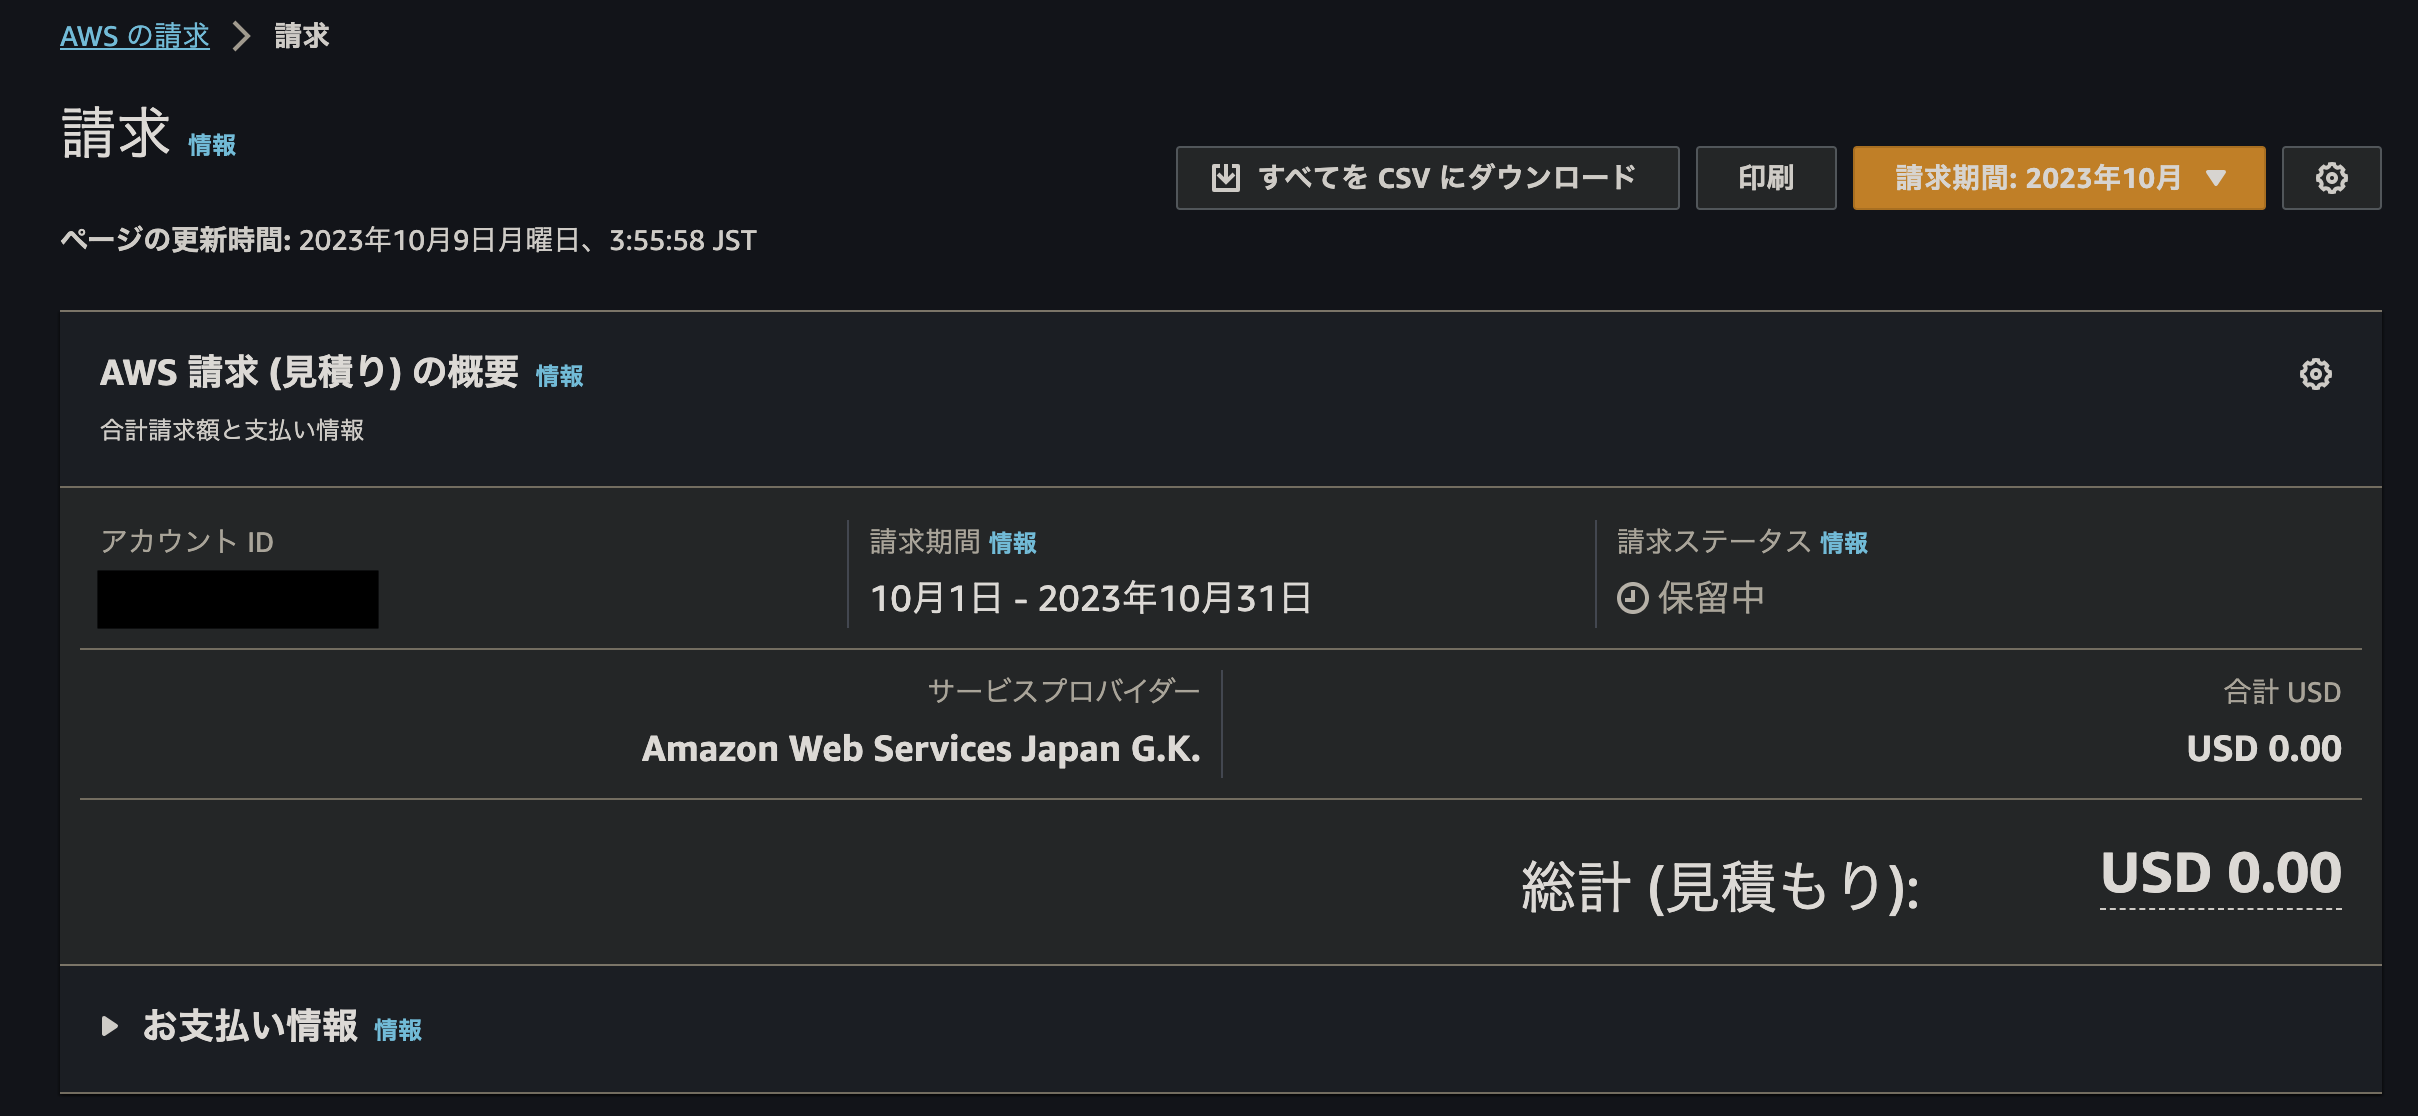 AWS の請求 > 請求
請求 情報
すべてを CSV にダウンロード 印刷 請求期間: 2023年10月
ページの更新時間: 2023年10月9日月曜日、3:55:58 JST
AWS 請求 (見積り) の概要 情報
合計請求額と支払い情報
アカウント ID
請求期間 情報
10月1日 - 2023年10月31日
請求ステータス 情報
保留中
サービスプロバイダー
Amazon Web Services Japan G.K.
合計 USD
USD 0.00
総計 (見積もり): USD 0.00
お支払い情報 情報